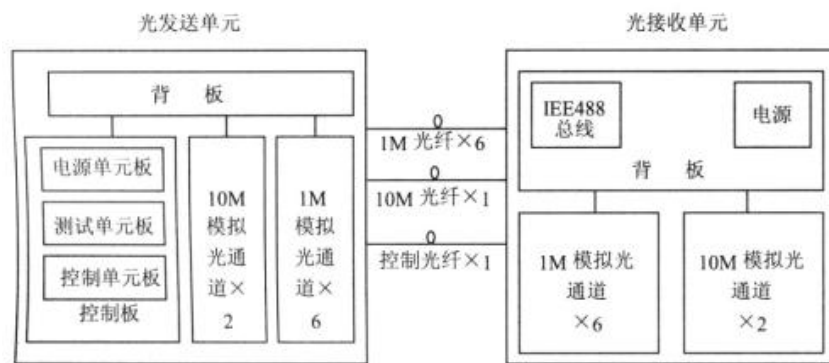 光发送单元
背 板
电源单元板
测试单元板
控制单元板
控制板
10M
模拟
光通
道×
2
1M
模拟
光通
道×
6
1M 光纤×6
10M 光纤×1
控制光纤×1
光接收单元
IEE488
总线
电源
背 板
1M 模拟光
通道
×6
10M 模拟光
通道
×2